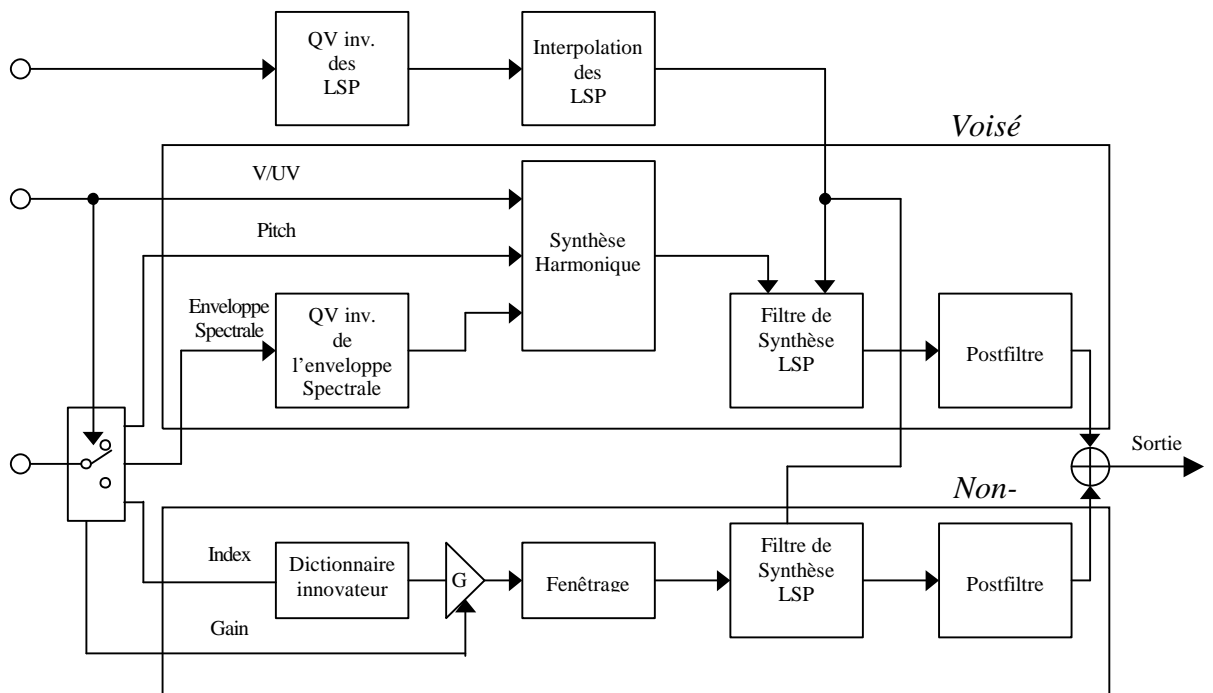 QV inv.
des
LSP
Interpolation
des
LSP
Voisé
V/UV
Pitch
Synthèse
Harmonique
Enveloppe
Spectrale
QV inv.
de
l'enveloppe
Spectrale
Filtre de
Synthèse
LSP
Postfiltre
Sortie
Non-
Index
Dictionnaire
innovateur
G
Fenêtrage
Filtre de
Synthèse
LSP
Postfiltre
Gain